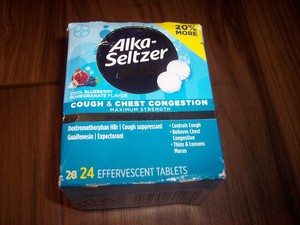 20%
MORE
BAYER
Alka-
Seltzer
COOL BLUEBERRY
POMEGRANATE FLAVOR
COUGH & CHEST CONGESTION
MAXIMUM STRENGTH
Dextromethorphan HBr | Cough suppressant
Guaifenesin | Expectorant
• Controls Cough
• Relieves Chest
Congestion
• Thins & Loosens
Mucus
20 24 EFFERVESCENT TABLETS